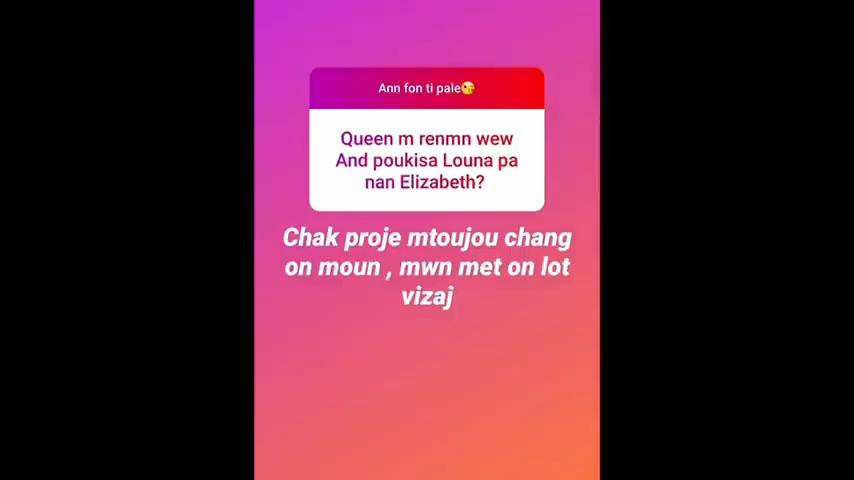 Ann fon ti pale😘
Queen m renmn wew
And poukisa Louna pa
nan Elizabeth?
Chak proje mtoujou chang
on moun , mwn met on lot
vizaj